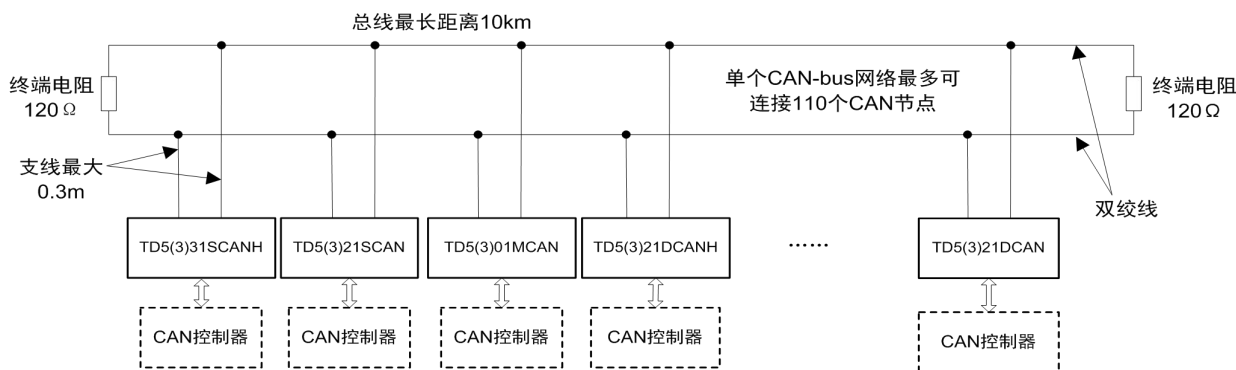 总线最长距离10km
终端电阻
120Ω
单个CAN-bus网络最多可
连接110个CAN节点
终端电阻
120Ω
支线最大
0.3m
双绞线
TD5(3)31SCANH
TD5(3)21SCAN
TD5(3)01MCAN
TD5(3)21DCANH
……
TD5(3)21DCAN
CAN控制器
CAN控制器
CAN控制器
CAN控制器
CAN控制器